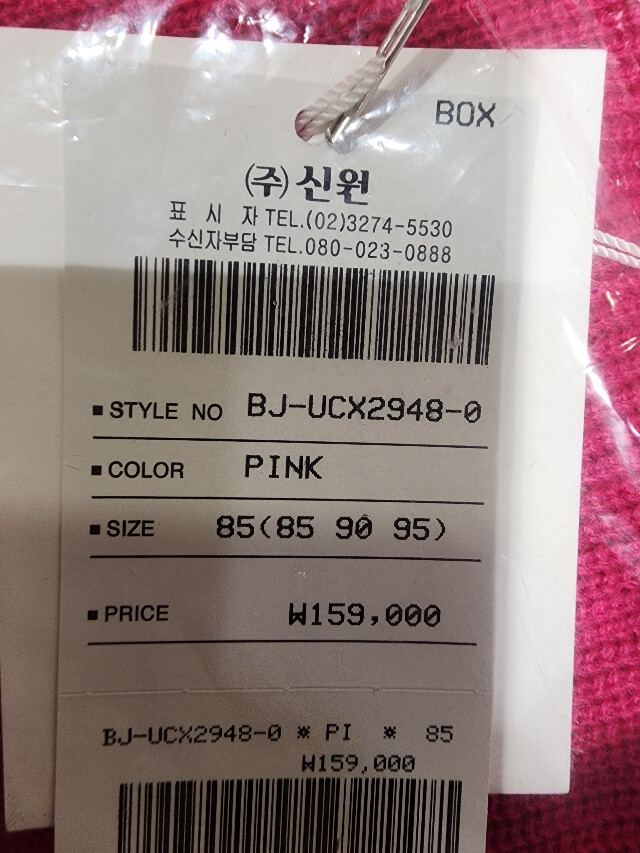 BOX
(주)신원
표 시 자 TEL.(02)3274-5530
수신자부담 TEL.080-023-0888
■ STYLE NO BJ-UCX2948-0
■ COLOR PINK
■ SIZE 85(85 90 95)
■ PRICE ₩159,000
BJ-UCX2948-0 * PI * 85
₩159,000